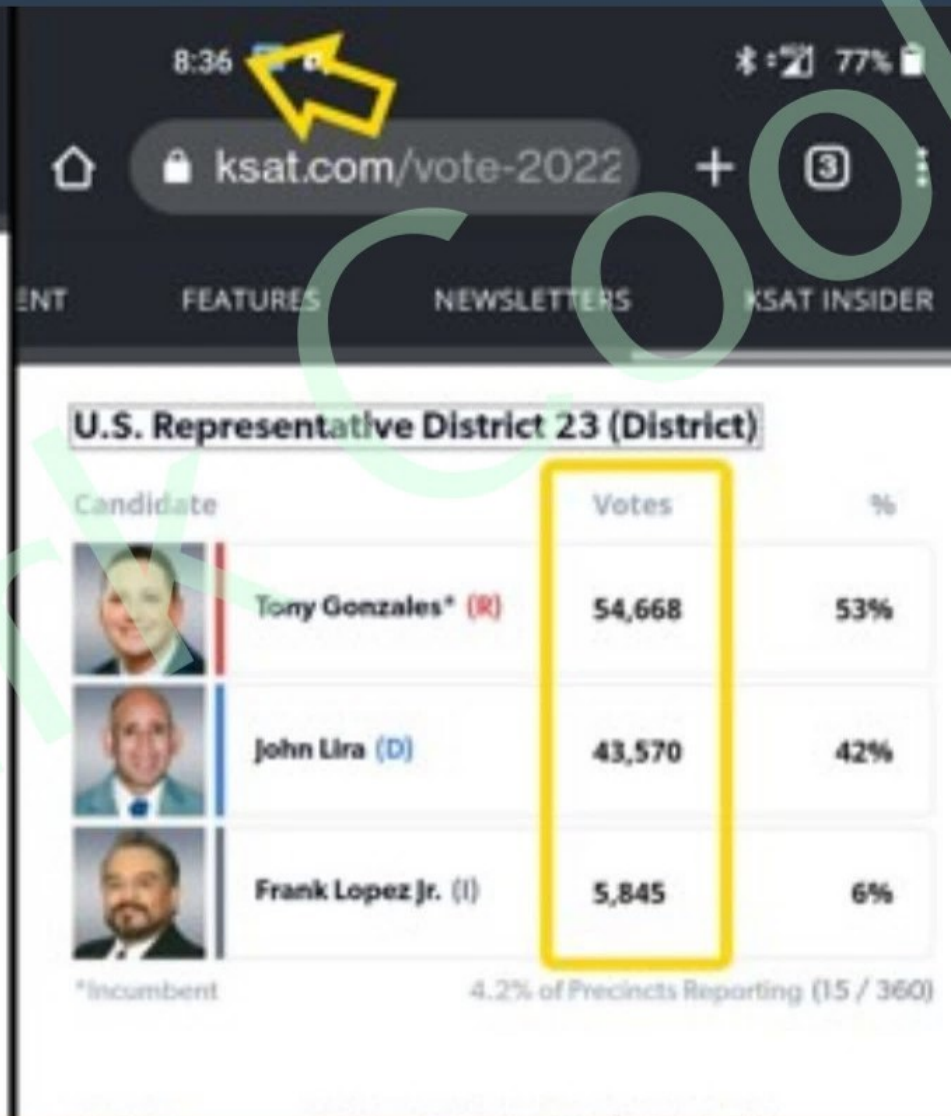 8:36 77%
ksat.com/vote-2022 3
ENT FEATURES NEWSLETTERS KSAT INSIDER
U.S. Representative District 23 (District)
Candidate Votes %
Tony Gonzales* (R) 54,668 53%
John Lira (D) 43,570 42%
Frank Lopez Jr. (I) 5,845 6%
*Incumbent 4.2% of Precincts Reporting (15 / 360)